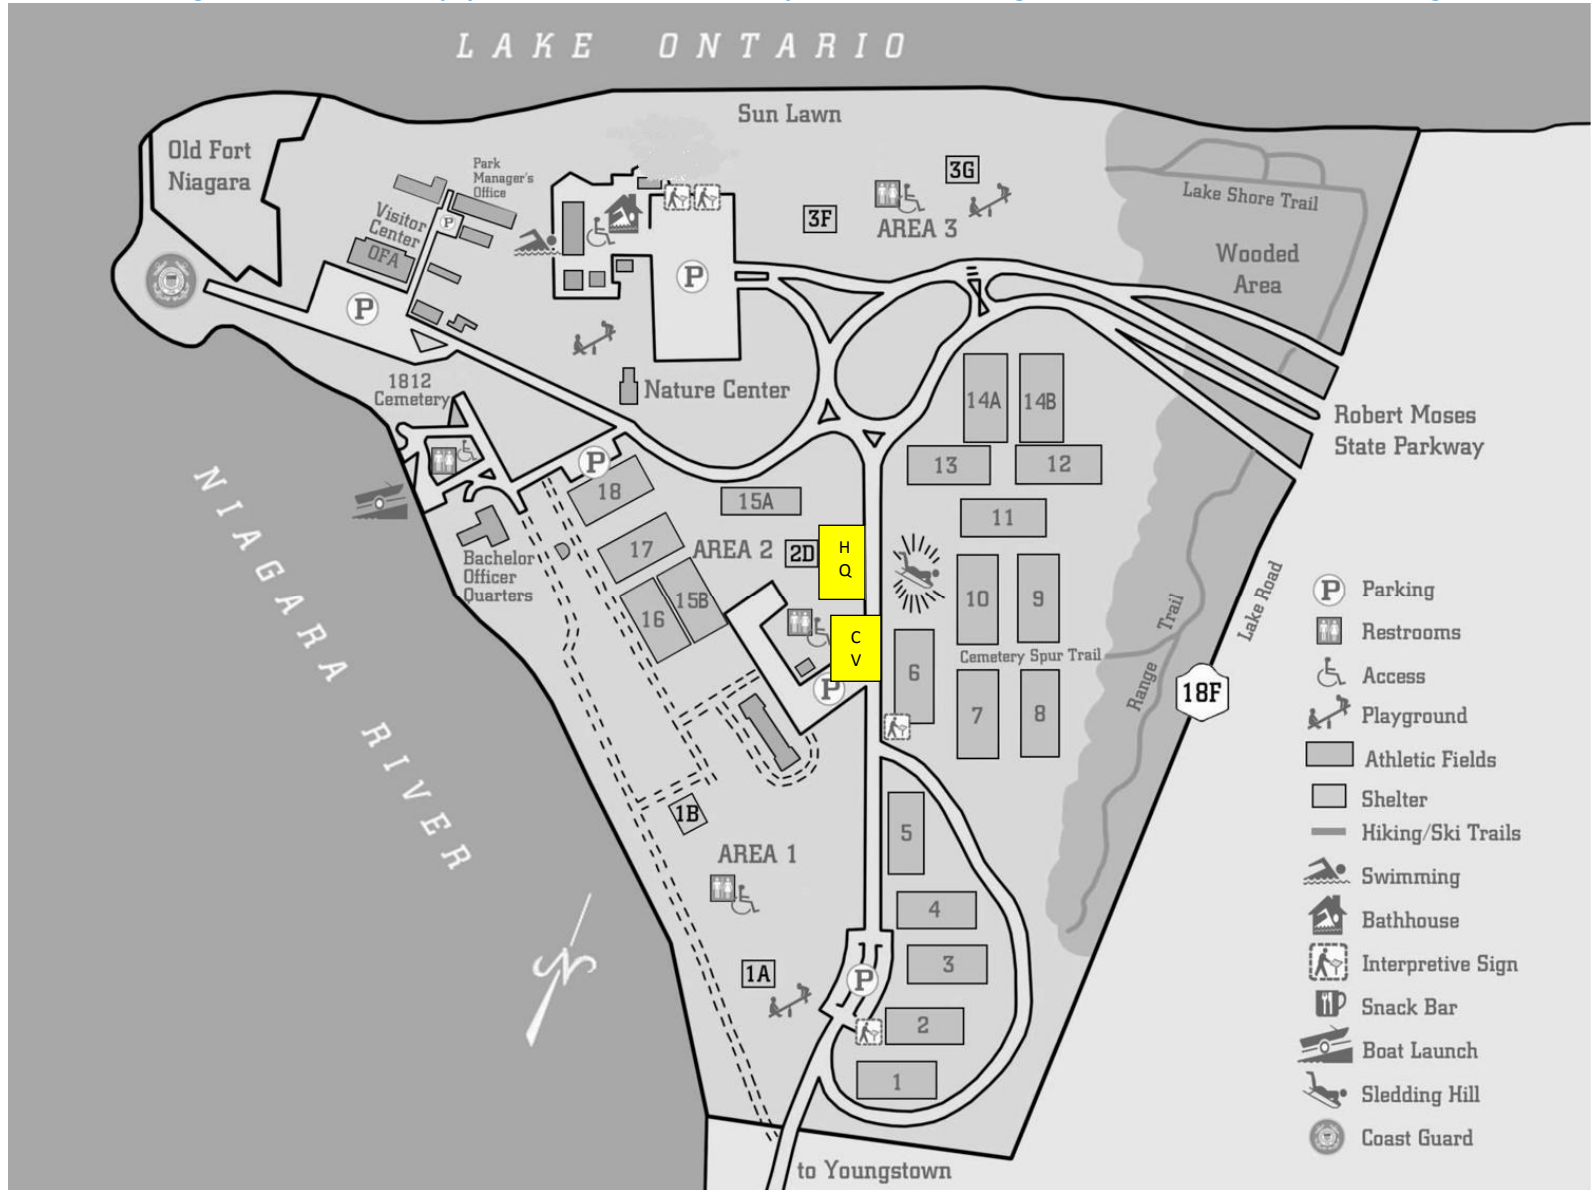 LAKE ONTARIO
Sun Lawn
Old Fort
Niagara
Park
Manager's
Office
Visitor
Center
OFA
P
P
P
3G
3F
AREA 3
Lake Shore Trail
Wooded
Area
1812
Cemetery
Nature Center
14A
14B
13
12
11
Robert Moses
State Parkway
P
18
15A
17
AREA 2
2D
H
Q
Bachelor
Officer
Quarters
16
15B
10
9
C
V
P
6
Cemetery Spur Trail
7
8
Range Trail
Lake Road
18F
NIAGARA RIVER
1B
AREA 1
5
4
3
1A
P
2
1
N
to Youngstown
P Parking
Restrooms
Access
Playground
Athletic Fields
Shelter
Hiking/Ski Trails
Swimming
Bathhouse
Interpretive Sign
Snack Bar
Boat Launch
Sledding Hill
Coast Guard